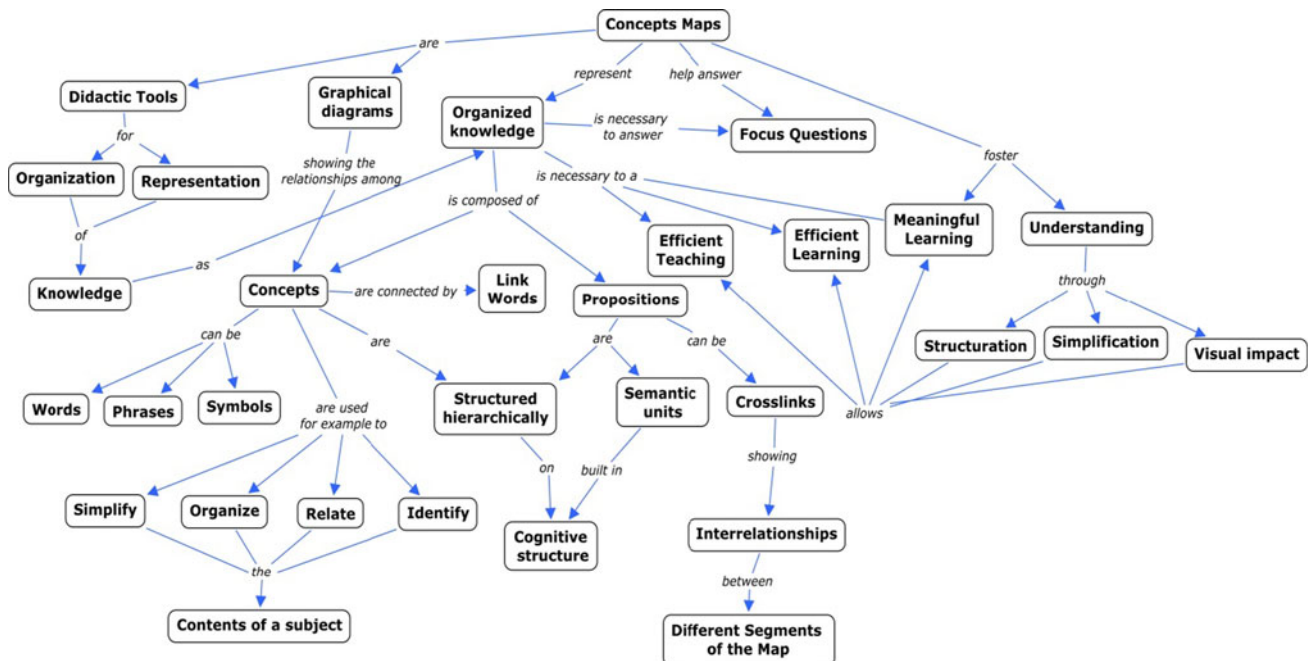 Concepts Maps
are
represent
help answer
Didactic Tools
Graphical
diagrams
Organized
knowledge
is necessary
to answer
Focus Questions
for
foster
Organization
Representation
showing the
relationships among
is necessary to a
is composed of
Meaningful
Learning
Understanding
of
Efficient
Teaching
Efficient
Learning
as
Knowledge
Concepts
are connected by
Link
Words
Propositions
through
can be
are
are
can be
Structuration
Simplification
Visual impact
Words
Phrases
Symbols
are used
for example to
Structured
hierarchically
Semantic
units
Crosslinks
allows
on
built in
showing
Simplify
Organize
Relate
Identify
Cognitive
structure
Interrelationships
the
between
Contents of a subject
Different Segments
of the Map